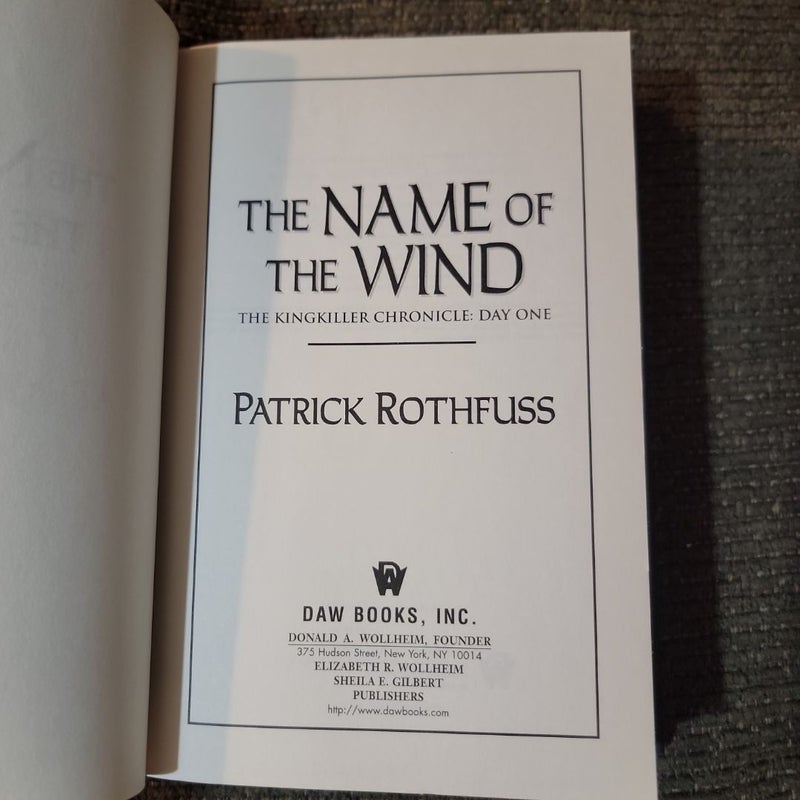 THE NAME OF
THE WIND
THE KINGKILLER CHRONICLE: DAY ONE
PATRICK ROTHFUSS
DAW BOOKS, INC.
DONALD A. WOLLHEIM, FOUNDER
375 Hudson Street, New York, NY 10014
ELIZABETH R. WOLLHEIM
SHEILA E. GILBERT
PUBLISHERS
http://www.dawbooks.com